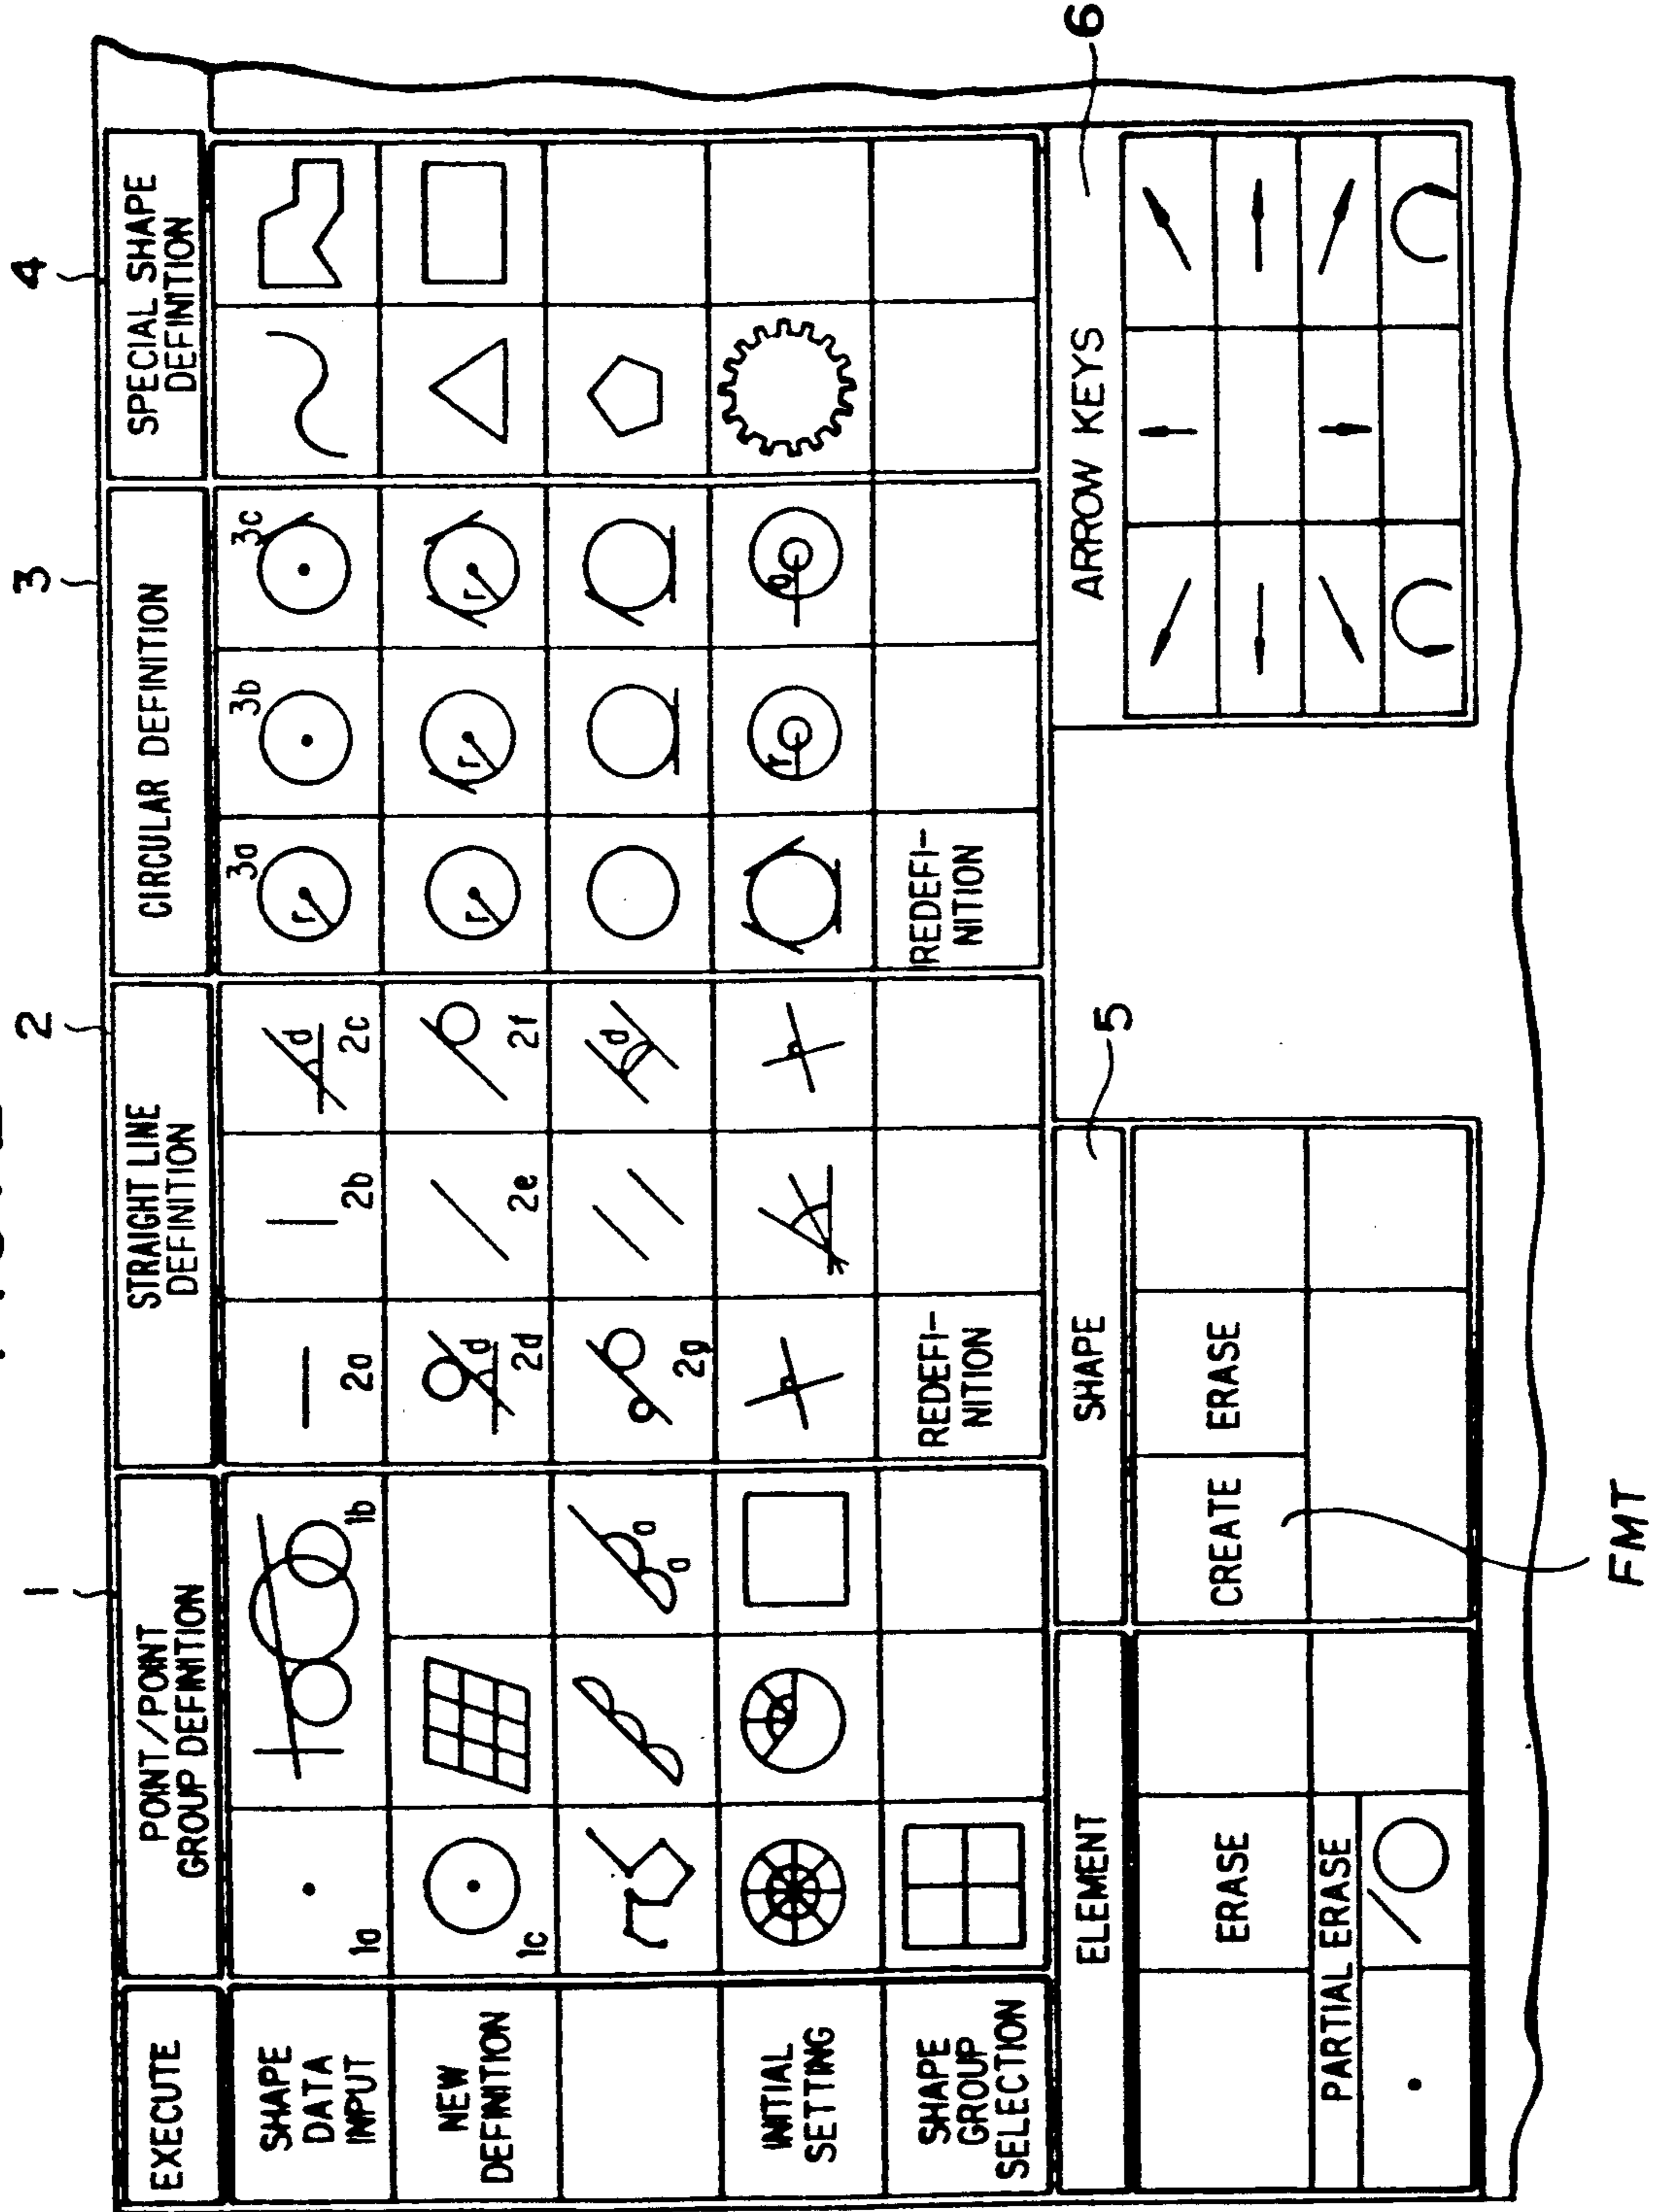 1
2
3
4
EXECUTE
POINT/POINT
GROUP DEFINITION
STRAIGHT LINE
DEFINITION
CIRCULAR DEFINITION
SPECIAL SHAPE
DEFINITION
SHAPE
DATA
INPUT
1a
1b
2a
2b
d
2c
r
3a
3b
3c
NEW
DEFINITION
1c
d
2d
2e
2f
r
r
r
a
a
2g
d
INITIAL
SETTING
r
a
SHAPE
GROUP
SELECTION
REDEFI-
NITION
REDEFI-
NITION
ELEMENT
SHAPE
5
ARROW KEYS
6
ERASE
CREATE
ERASE
PARTIAL ERASE
FMT